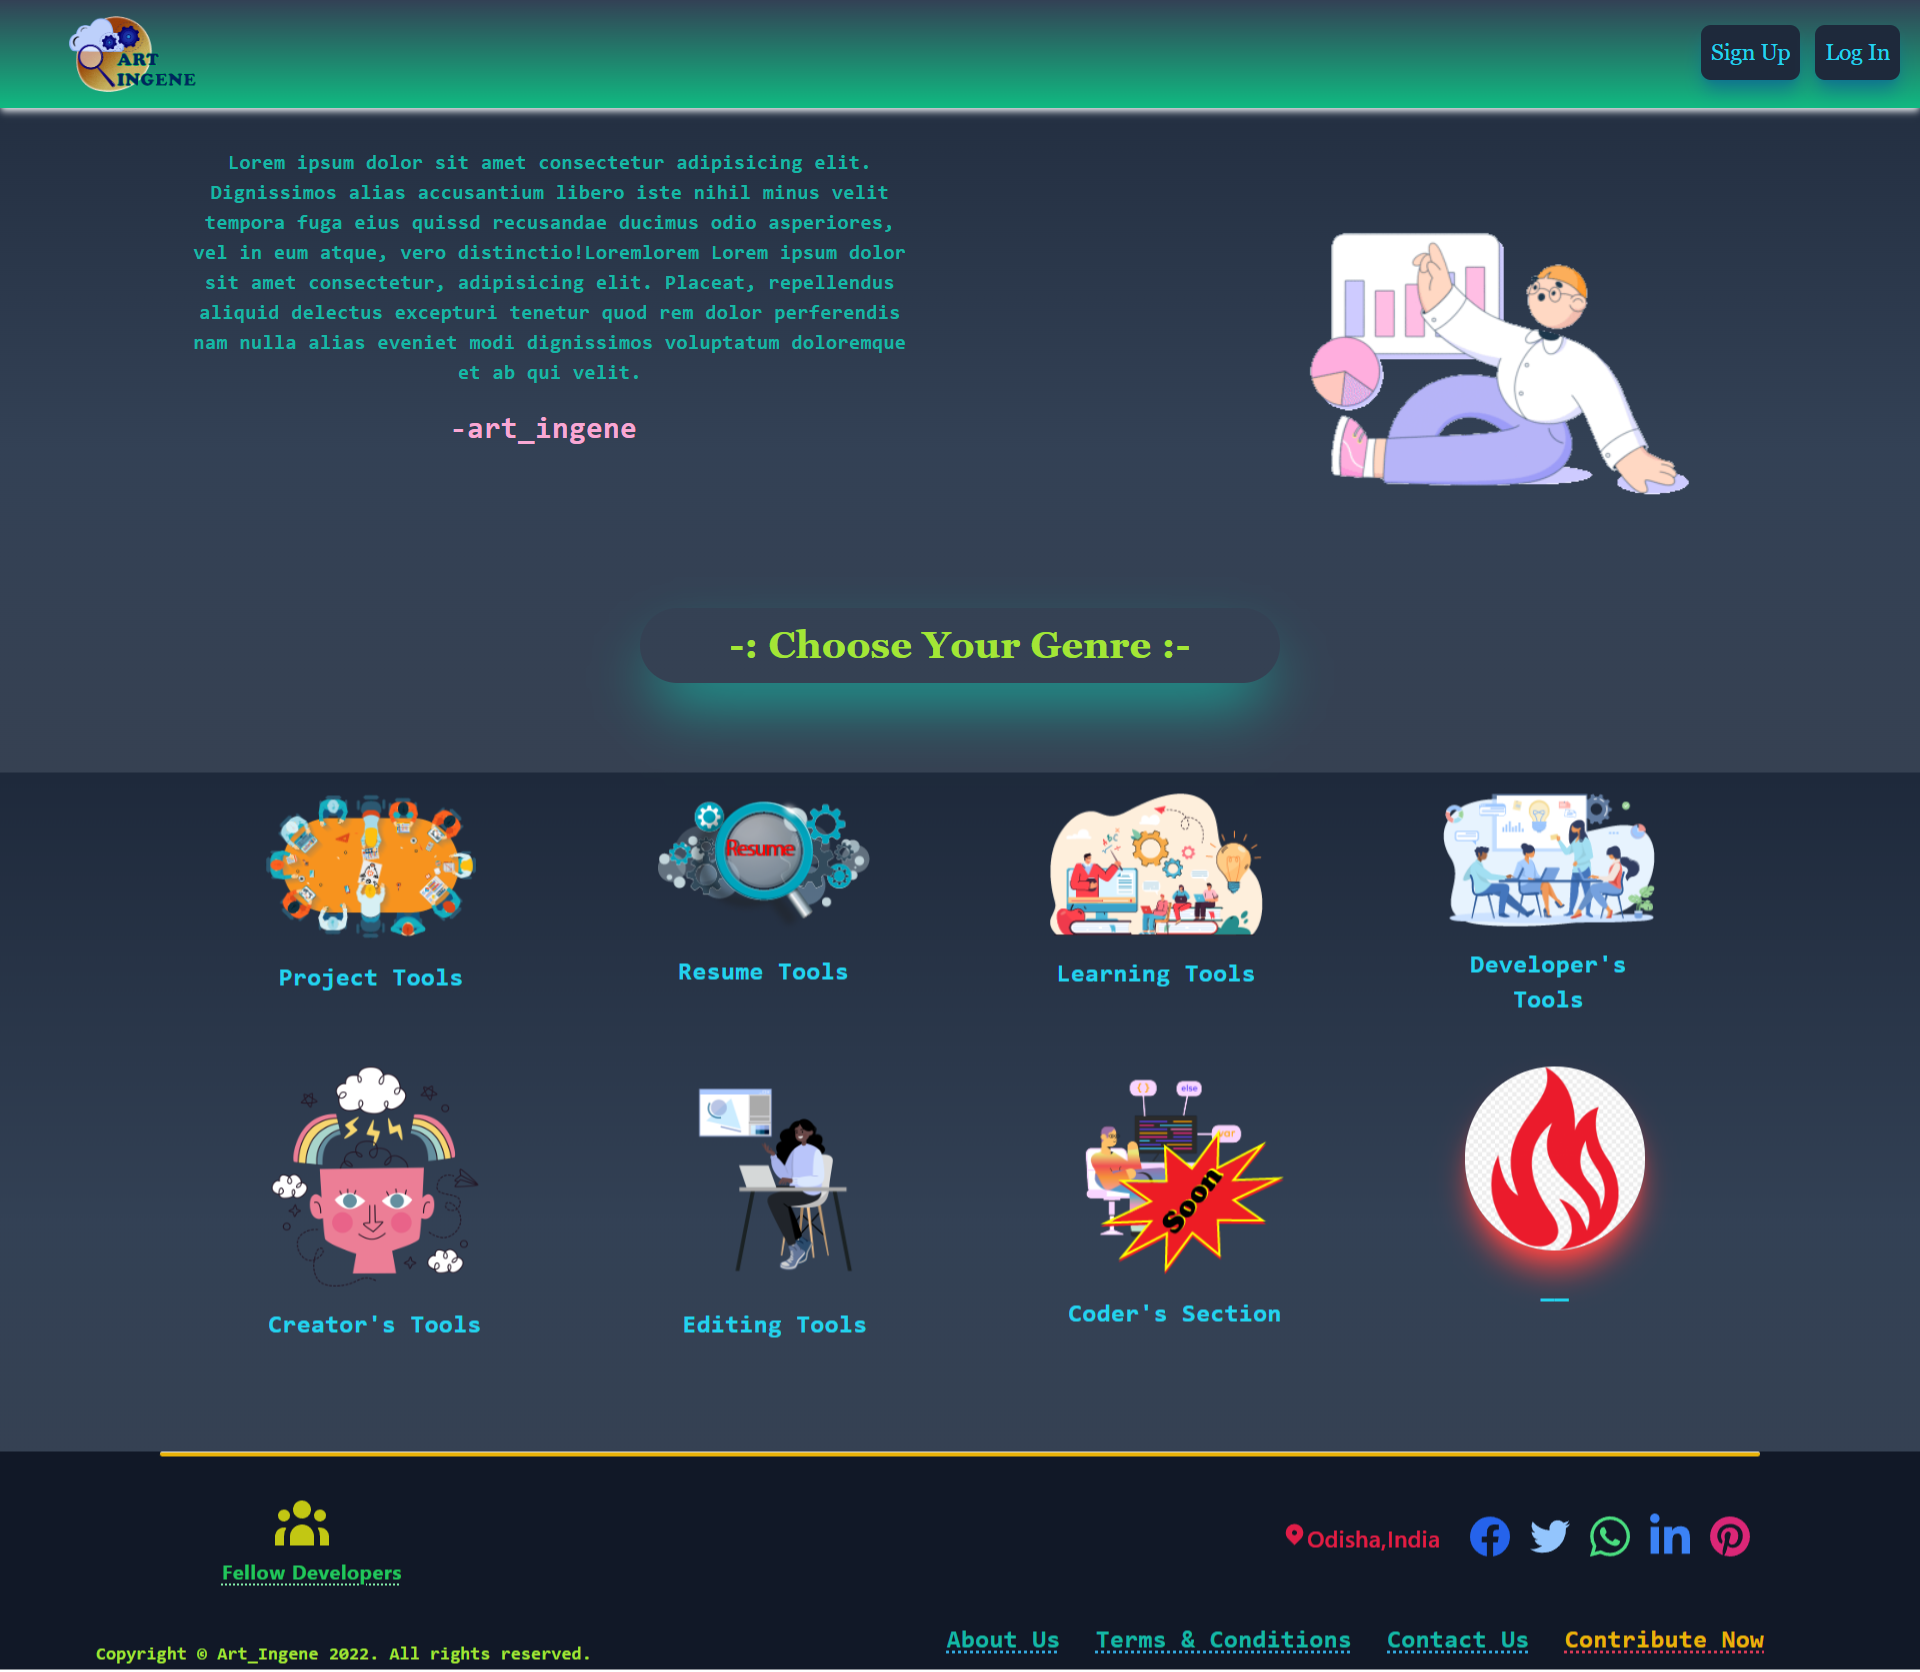 ART
INGENE
Sign Up
Log In
Lorem ipsum dolor sit amet consectetur adipisicing elit.
Dignissimos alias accusantium libero iste nihil minus velit
tempora fuga eius quissd recusandae ducimus odio asperiores,
vel in eum atque, vero distinctio!Loremlorem Lorem ipsum dolor
sit amet consectetur, adipisicing elit. Placeat, repellendus
aliquid delectus excepturi tenetur quod rem dolor perferendis
nam nulla alias eveniet modi dignissimos voluptatum doloremque
et ab qui velit.
-art_ingene
-: Choose Your Genre :-
Resume
Project Tools
Resume Tools
Learning Tools
Developer's
Tools
{ }
else
var
Soon
Creator's Tools
Editing Tools
Coder's Section
__
Odisha,India
Fellow Developers
About Us
Terms & Conditions
Contact Us
Contribute Now
Copyright © Art_Ingene 2022. All rights reserved.